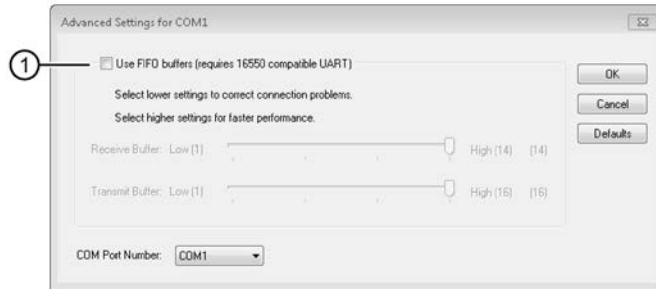 Advanced Settings for COM1
1
Use FIFO buffers (requires 16550 compatible UART)
OK
Select lower settings to correct connection problems.
Cancel
Select higher settings for faster performance.
Defaults
Receive Buffer: Low (1) High (14) (14)
Transmit Buffer: Low (1) High (16) (16)
COM Port Number: COM1